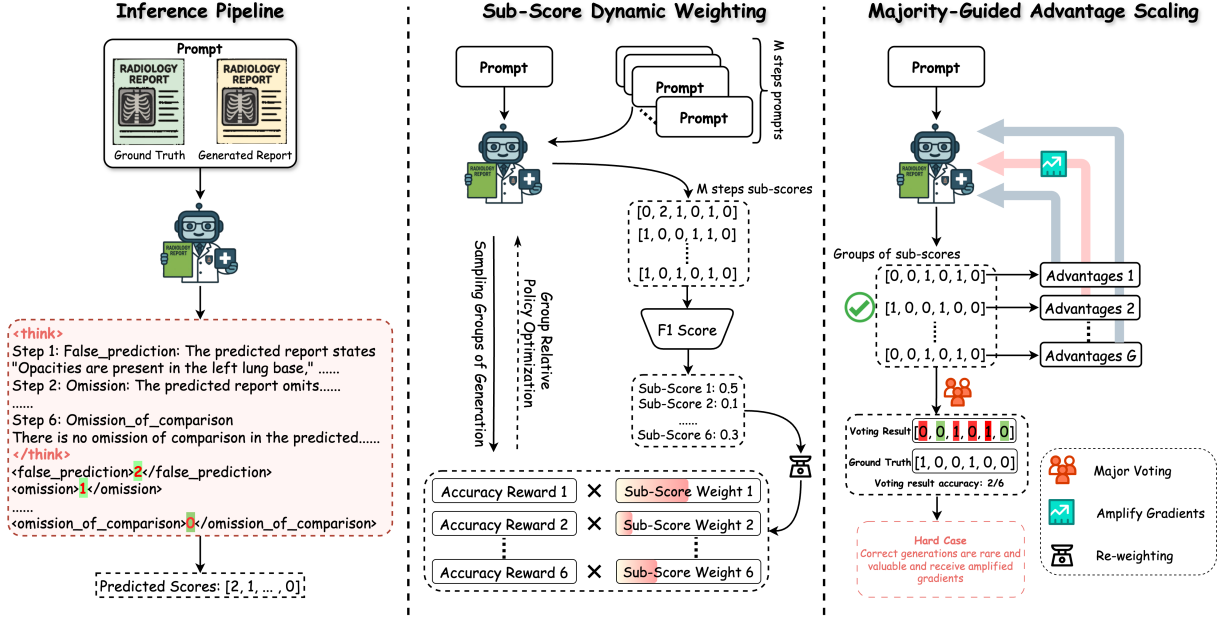 Inference Pipeline
Prompt
RADIOLOGY
REPORT
RADIOLOGY
REPORT
Ground Truth
Generated Report
RADIOLOGY
REPORT
<think>
Step 1: False_prediction: The predicted report states
"Opacities are present in the left lung base," ......
Step 2: Omission: The predicted report omits......
......
Step 6: Omission_of_comparison
There is no omission of comparison in the predicted......
</think>
<false_prediction>2</false_prediction>
<omission>1</omission>
......
<omission_of_comparison>0</omission_of_comparison>
Predicted Scores: [2, 1, ... , 0]
Sub-Score Dynamic Weighting
Prompt
Prompt
Prompt
M steps prompts
RADIOLOGY
REPORT
M steps sub-scores
[0, 2, 1, 0, 1, 0]
[1, 0, 0, 1, 1, 0]
[1, 0, 1, 0, 1, 0]
Sampling Groups of Generation
Group Relative
Policy Optimization
F1 Score
Sub-Score 1: 0.5
Sub-Score 2: 0.1
......
Sub-Score 6: 0.3
Accuracy Reward 1 × Sub-Score Weight 1
Accuracy Reward 2 × Sub-Score Weight 2
Accuracy Reward 6 × Sub-Score Weight 6
Majority-Guided Advantage Scaling
Prompt
RADIOLOGY
REPORT
Groups of sub-scores
[0, 0, 1, 0, 1, 0]
[1, 0, 0, 1, 0, 0]
[0, 0, 1, 0, 1, 0]
Advantages 1
Advantages 2
Advantages G
Voting Result [0, 0, 1, 0, 1, 0]
Ground Truth [1, 0, 0, 1, 0, 0]
Voting result accuracy: 2/6
Hard Case
Correct generations are rare and
valuable and receive amplified
gradients
Major Voting
Amplify Gradients
Re-weighting